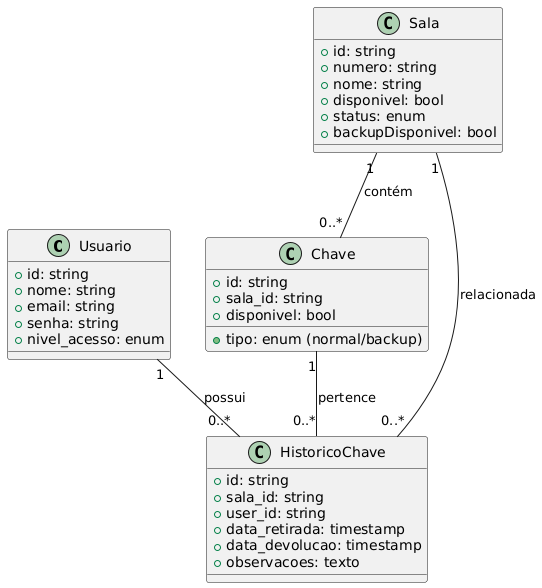 C Sala
id: string
numero: string
nome: string
disponivel: bool
status: enum
backupDisponivel: bool
1
1
contém
0..*
C Usuario
id: string
nome: string
email: string
senha: string
nivel_acesso: enum
C Chave
id: string
sala_id: string
disponivel: bool
tipo: enum (normal/backup)
relacionada
1
possui
0..*
1
pertence
0..*
0..*
C HistoricoChave
id: string
sala_id: string
user_id: string
data_retirada: timestamp
data_devolucao: timestamp
observacoes: texto